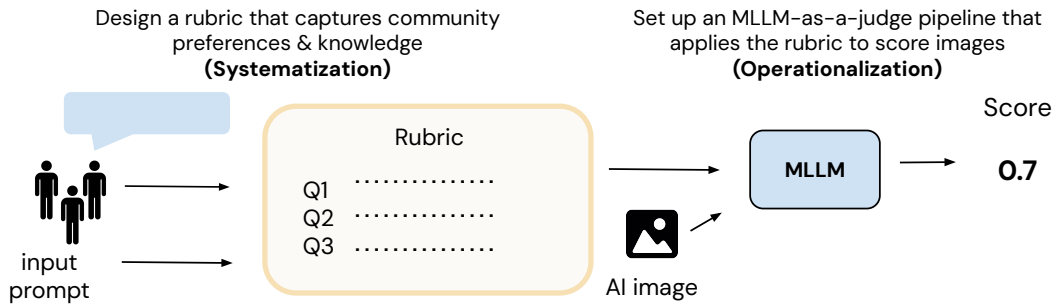 Design a rubric that captures community
preferences & knowledge
(Systematization)
Set up an MLLM-as-a-judge pipeline that
applies the rubric to score images
(Operationalization)
Rubric
Q1 ...............
Q2 ...............
Q3 ...............
input
prompt
AI image
MLLM
Score
0.7